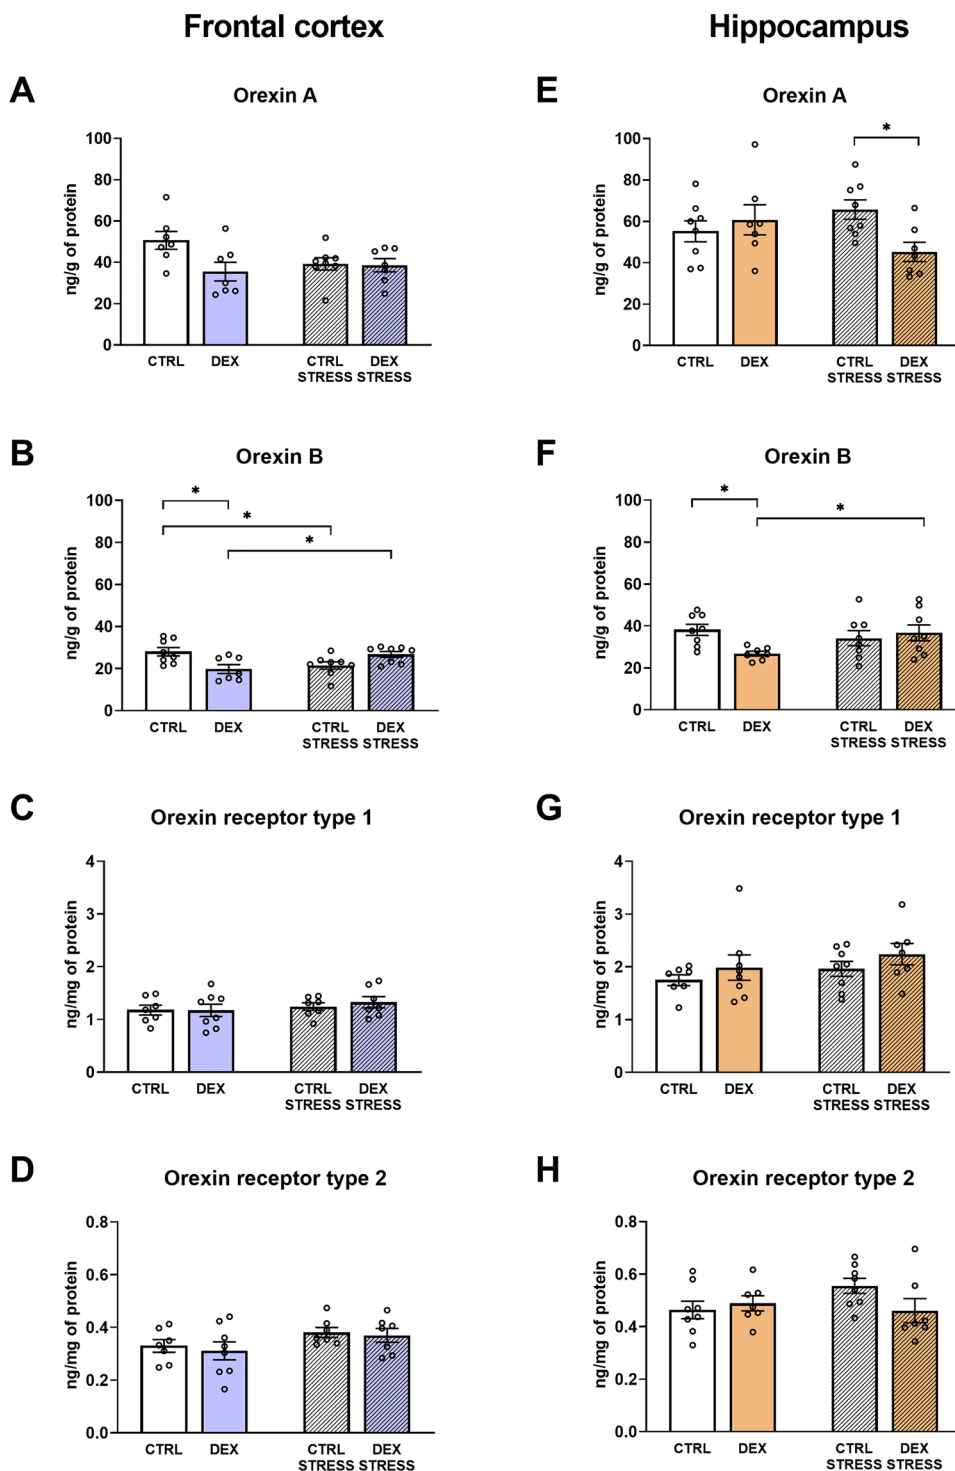 Frontal cortex
Hippocampus
A
Orexin A
ng/g of protein
100
80
60
40
20
0
CTRL
DEX
CTRL
STRESS
DEX
STRESS
E
Orexin A
*
ng/g of protein
100
80
60
40
20
0
CTRL
DEX
CTRL
STRESS
DEX
STRESS
B
Orexin B
*
*
*
ng/g of protein
100
80
60
40
20
0
CTRL
DEX
CTRL
STRESS
DEX
STRESS
F
Orexin B
*
*
ng/g of protein
100
80
60
40
20
0
CTRL
DEX
CTRL
STRESS
DEX
STRESS
C
Orexin receptor type 1
ng/mg of protein
4
3
2
1
0
CTRL
DEX
CTRL
STRESS
DEX
STRESS
G
Orexin receptor type 1
ng/mg of protein
4
3
2
1
0
CTRL
DEX
CTRL
STRESS
DEX
STRESS
D
Orexin receptor type 2
ng/mg of protein
0.8
0.6
0.4
0.2
0.0
CTRL
DEX
CTRL
STRESS
DEX
STRESS
H
Orexin receptor type 2
ng/mg of protein
0.8
0.6
0.4
0.2
0.0
CTRL
DEX
CTRL
STRESS
DEX
STRESS